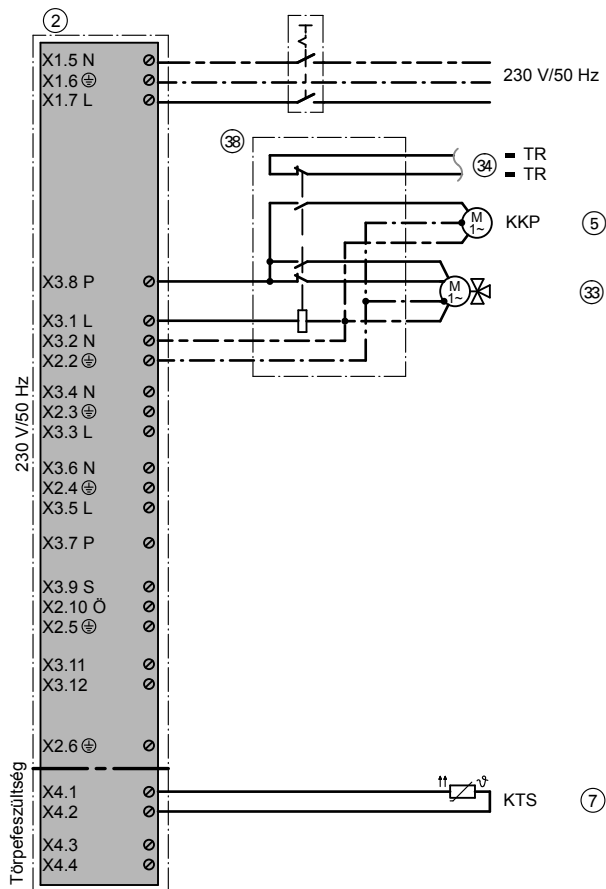 2
X1.5 N
X1.6
X1.7 L
230 V/50 Hz
38
34
TR
TR
M
1~
KKP
5
X3.8 P
M
1~
33
X3.1 L
X3.2 N
X2.2
230 V/50 Hz
X3.4 N
X2.3
X3.3 L
X3.6 N
X2.4
X3.5 L
X3.7 P
X3.9 S
X2.10 Ö
X2.5
X3.11
X3.12
X2.6
Törpefeszültség
X4.1
ϑ
KTS
7
X4.2
X4.3
X4.4